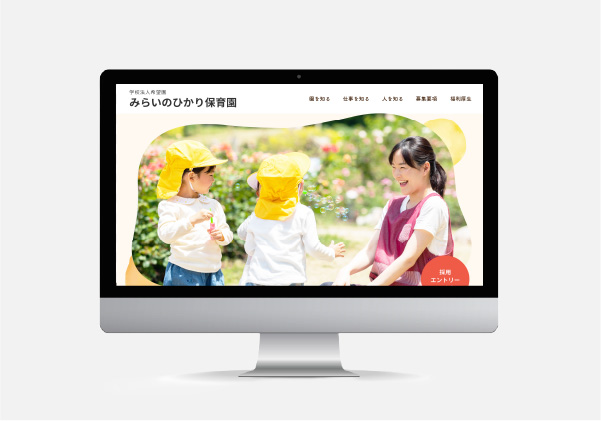 学校法人希望園
みらいのひかり保育園
園を知る 仕事を知る 人を知る 募集要項 福利厚生
採用
エントリー